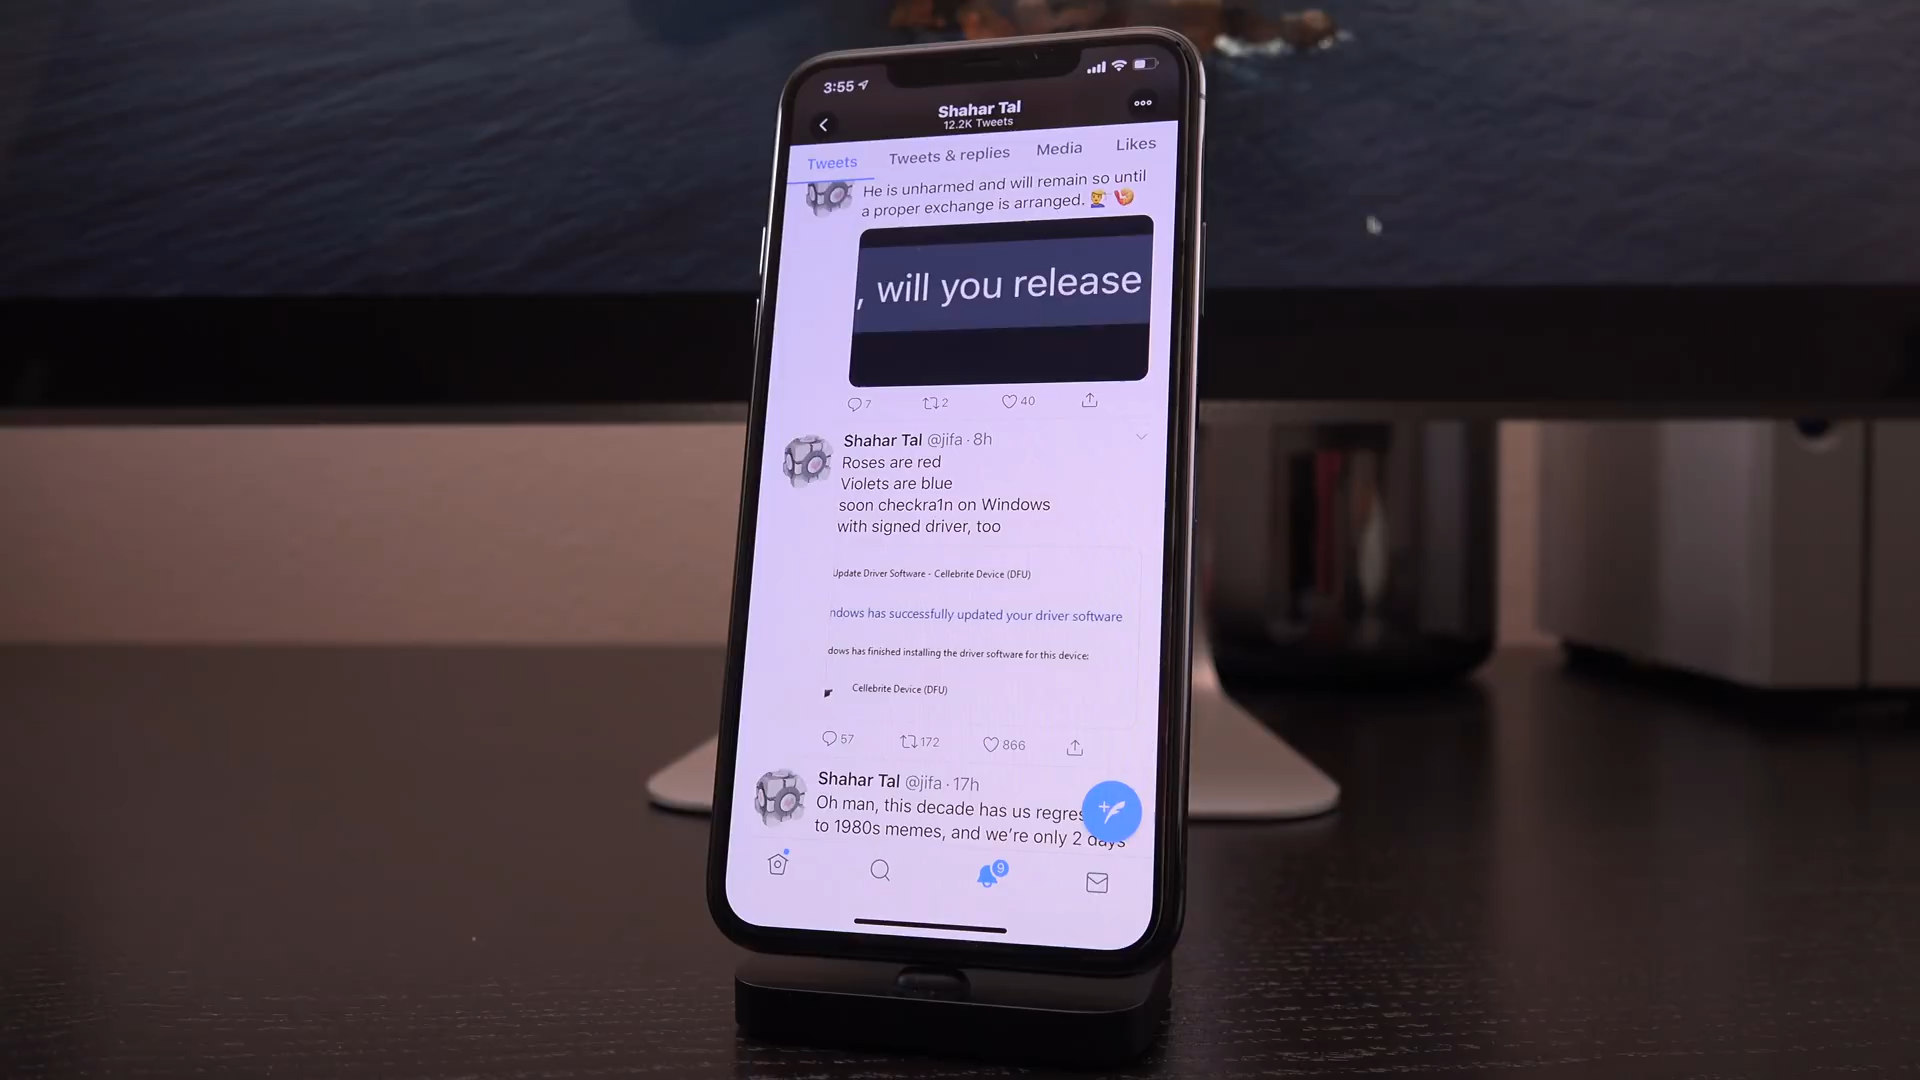 3:55
Shahar Tal
12.2K Tweets
Tweets
Tweets & replies
Media
Likes
He is unharmed and will remain so until
a proper exchange is arranged.
, will you release
7
2
40
Shahar Tal @jifa · 8h
Roses are red
Violets are blue
soon checkra1n on Windows
with signed driver, too
Update Driver Software - Cellebrite Device (DFU)
ndows has successfully updated your driver software
dows has finished installing the driver software for this device:
Cellebrite Device (DFU)
57
172
866
Shahar Tal @jifa · 17h
Oh man, this decade has us regres
to 1980s memes, and we're only 2 days
9